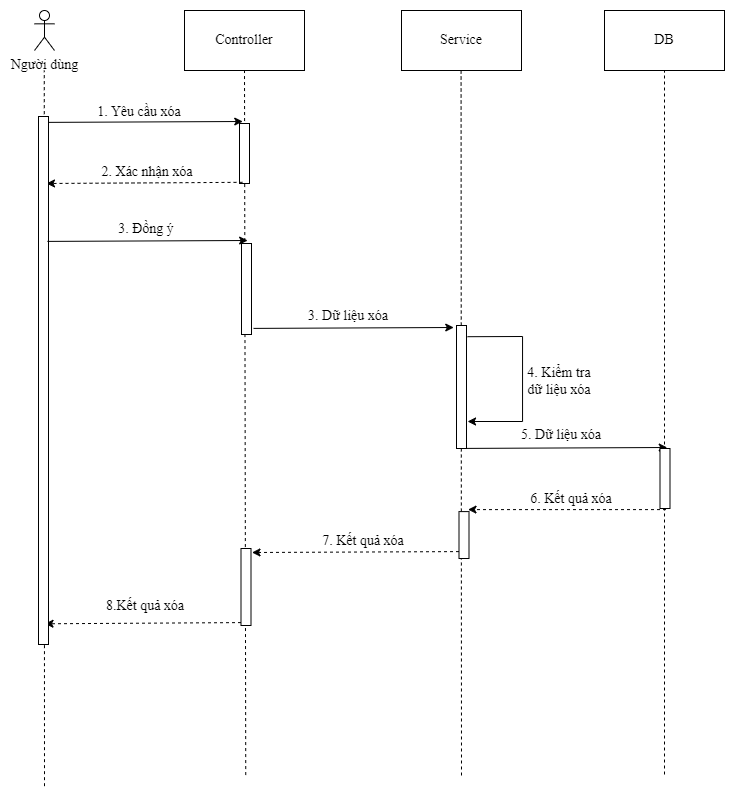 Người dùng
Controller
Service
DB
1. Yêu cầu xóa
2. Xác nhận xóa
3. Đồng ý
3. Dữ liệu xóa
4. Kiểm tra
dữ liệu xóa
5. Dữ liệu xóa
6. Kết quả xóa
7. Kết quả xóa
8.Kết quả xóa